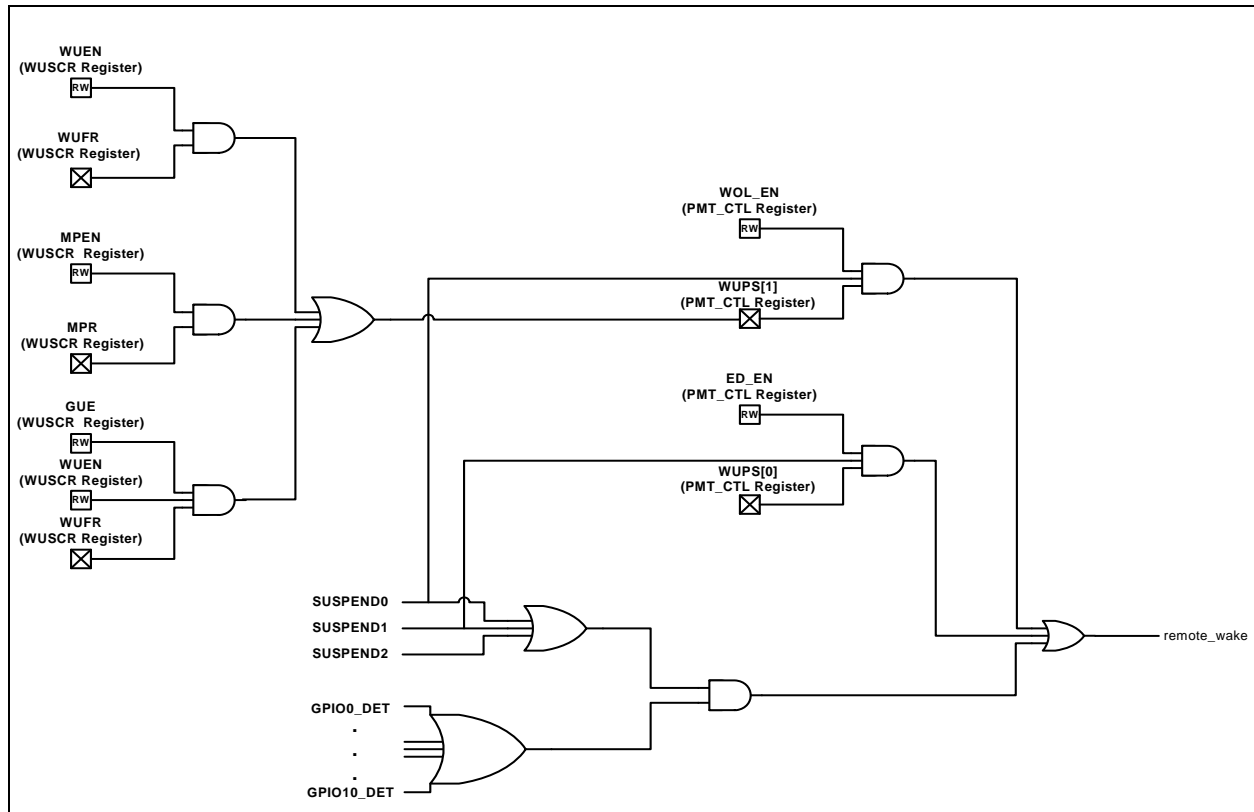 WUEN
(WUSCR Register)
RW
WUFR
(WUSCR Register)
MPEN
(WUSCR  Register)
RW
MPR
(WUSCR Register)
GUE
(WUSCR  Register)
RW
WUEN
(WUSCR Register)
RW
WUFR
(WUSCR Register)
WOL_EN
(PMT_CTL Register)
RW
WUPS[1]
(PMT_CTL Register)
ED_EN
(PMT_CTL Register)
RW
WUPS[0]
(PMT_CTL Register)
SUSPEND0
SUSPEND1
SUSPEND2
GPIO0_DET
.
.
.
GPIO10_DET
remote_wake